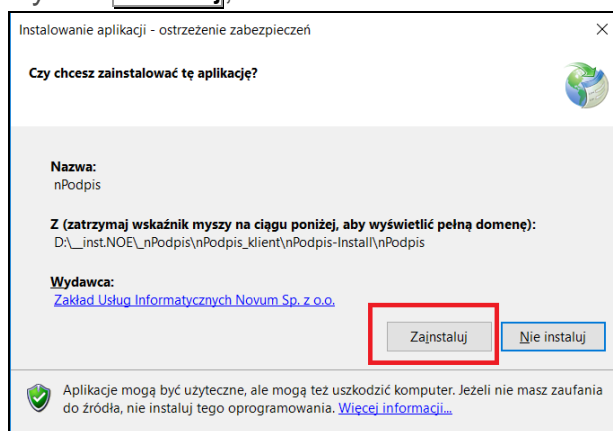 Instalowanie aplikacji - ostrzeżenie zabezpieczeń
Czy chcesz zainstalować tę aplikację?
Nazwa:
nPodpis
Z (zatrzymaj wskaźnik myszy na ciągu poniżej, aby wyświetlić pełną domenę):
D:\__inst.NOE\_nPodpis\nPodpis_klient\nPodpis-Install\nPodpis
Wydawca:
Zakład Usług Informatycznych Novum Sp. z o.o.
Zainstaluj
Nie instaluj
Aplikacje mogą być użyteczne, ale mogą też uszkodzić komputer. Jeżeli nie masz zaufania
do źródła, nie instaluj tego oprogramowania. Więcej informacji...